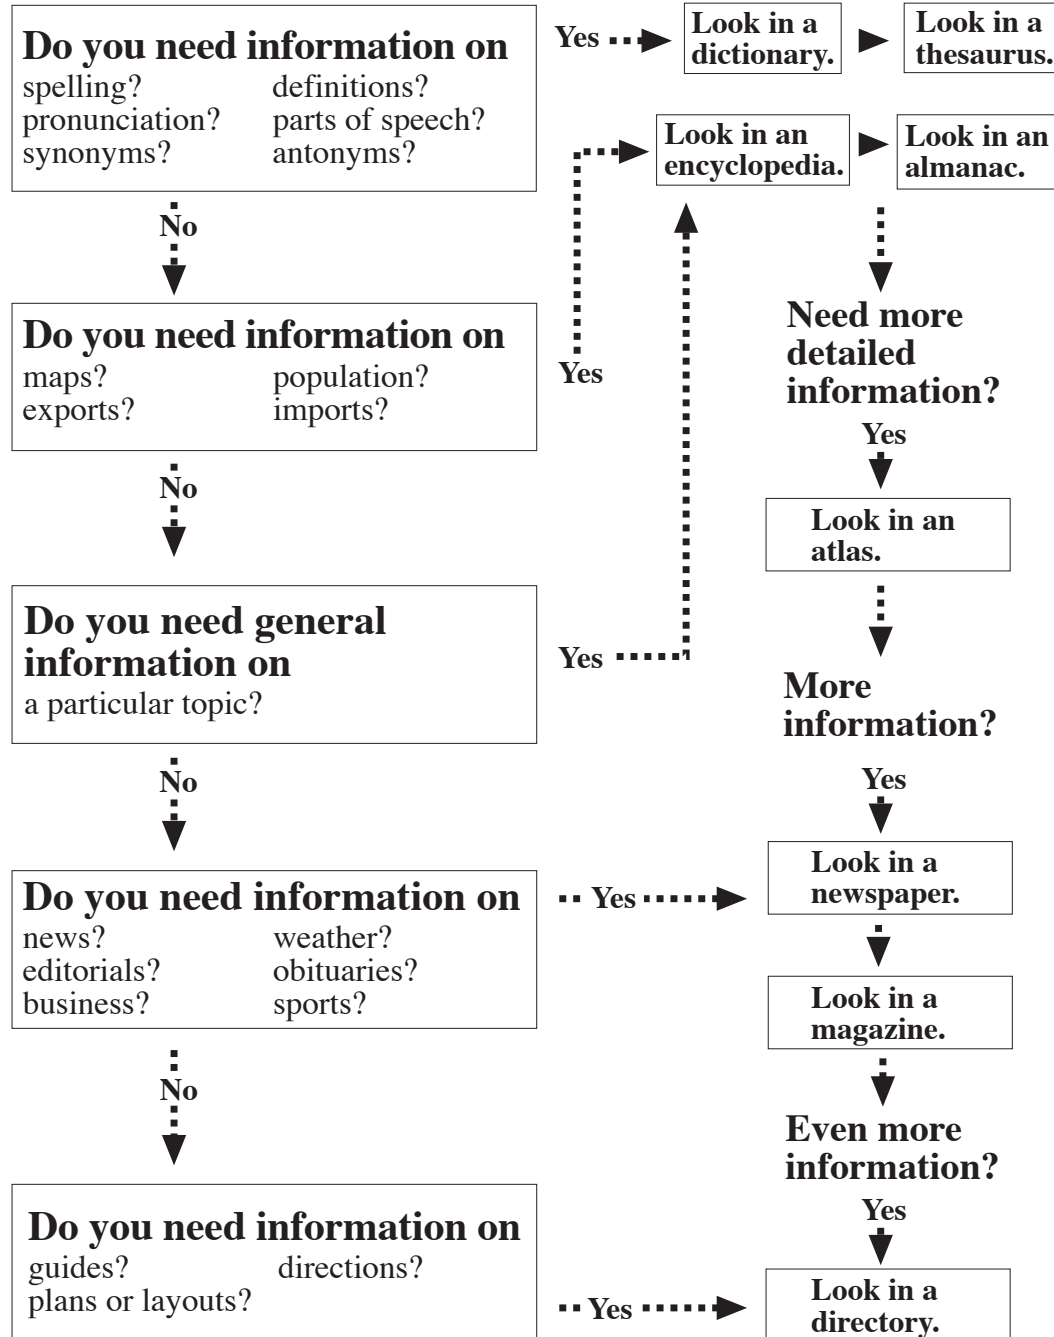 Do you need information on
spelling? definitions?
pronunciation? parts of speech?
synonyms? antonyms?
Yes
Look in a
dictionary.
Look in a
thesaurus.
No
Do you need information on
maps? population?
exports? imports?
Yes
Look in an
encyclopedia.
Look in an
almanac.
Need more
detailed
information?
Yes
Look in an
atlas.
No
Do you need general
information on
a particular topic?
Yes
More
information?
Yes
No
Do you need information on
news? weather?
editorials? obituaries?
business? sports?
Yes
Look in a
newspaper.
Look in a
magazine.
Even more
information?
Yes
No
Do you need information on
guides? directions?
plans or layouts?
Yes
Look in a
directory.